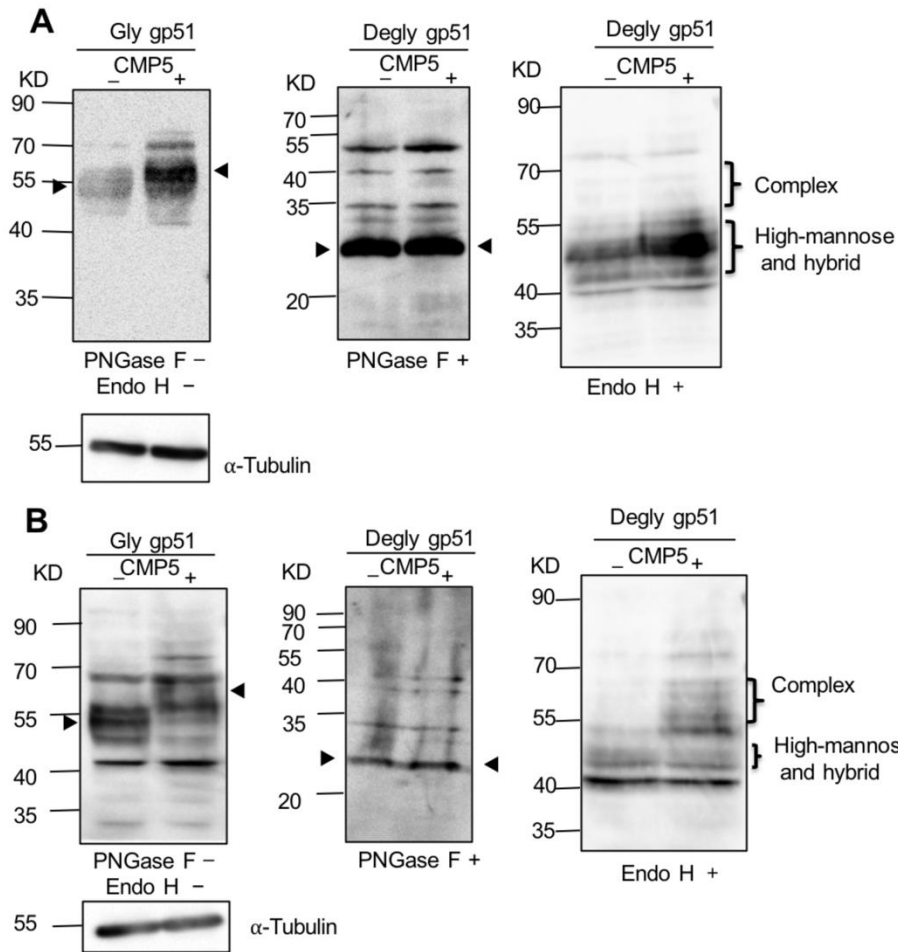 A
Gly gp51
CMP5
– +
KD
90
70
55
40
35
PNGase F –
Endo H –
55
α-Tubulin
Degly gp51
CMP5
– +
70
55
40
35
20
PNGase F +
Degly gp51
CMP5
– +
KD
90
70
55
40
35
Complex
High-mannose
and hybrid
Endo H +
B
Gly gp51
CMP5
– +
KD
90
70
55
40
35
PNGase F –
Endo H –
55
α-Tubulin
Degly gp51
CMP5
– +
KD
90
70
55
40
35
20
PNGase F +
Degly gp51
– CMP5 +
KD
90
70
55
40
35
Complex
High-mannose
and hybrid
Endo H +